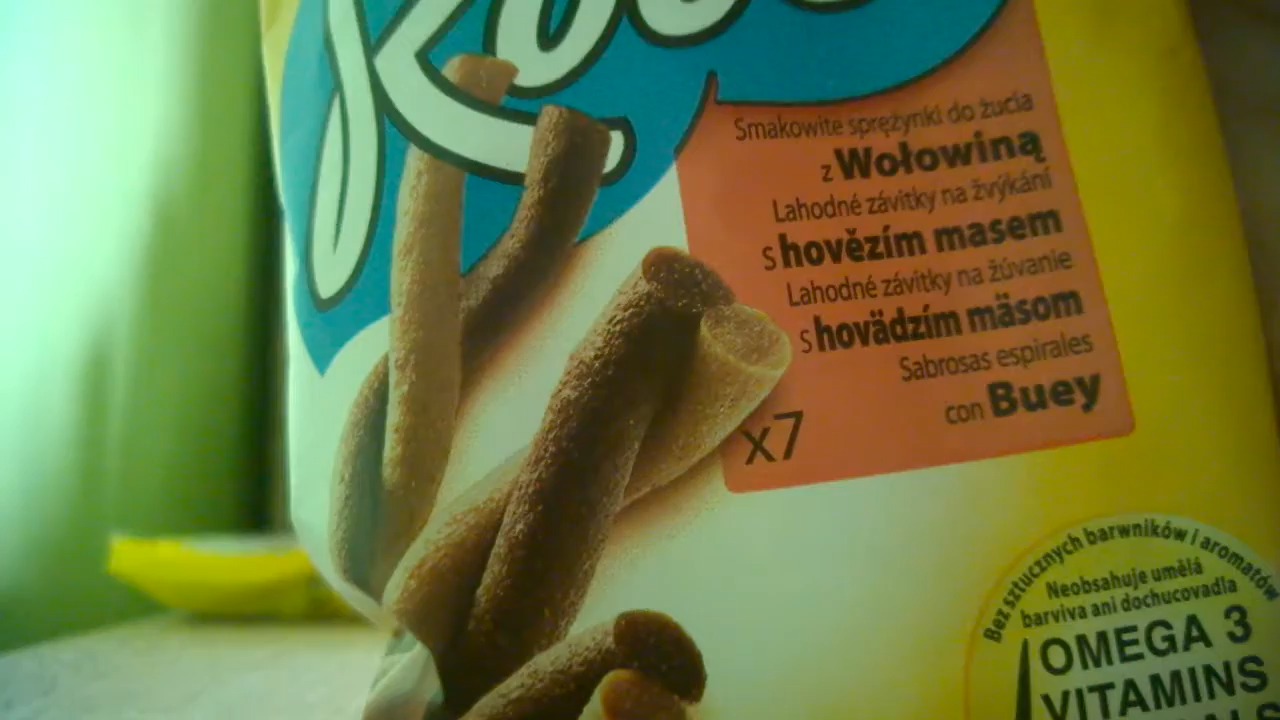 Smakowite sprężynki do żucia
z Wołowiną
Lahodné závitky na žvýkání
s hovězím masem
Lahodné závitky na žúvanie
s hovädzím mäsom
Sabrosas espirales
con Buey
x7
Bez sztucznych barwników i aromatów
Neobsahuje umělá
barviva ani dochucovadla
OMEGA 3
VITAMINS